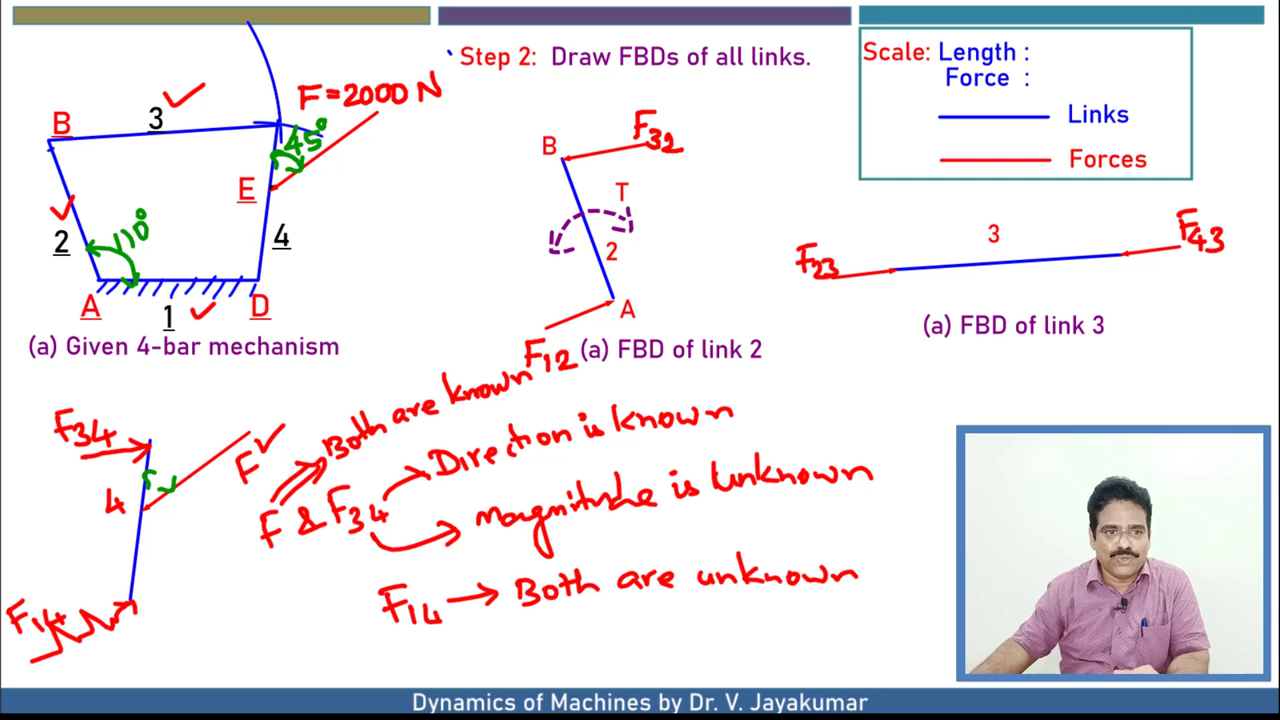 Step 2: Draw FBDs of all links.
Scale: Length :
Force :
Links
Forces
F=2000 N
B
3
45°
E
110°
2
4
A
D
1
(a) Given 4-bar mechanism
B
F32
T
2
A
F12
(a) FBD of link 2
F23
3
F43
(a) FBD of link 3
F34
F
4
F14
Both are known
F & F34
Direction is known
Magnitude is unknown
F14 → Both are unknown
Dynamics of Machines by Dr. V. Jayakumar